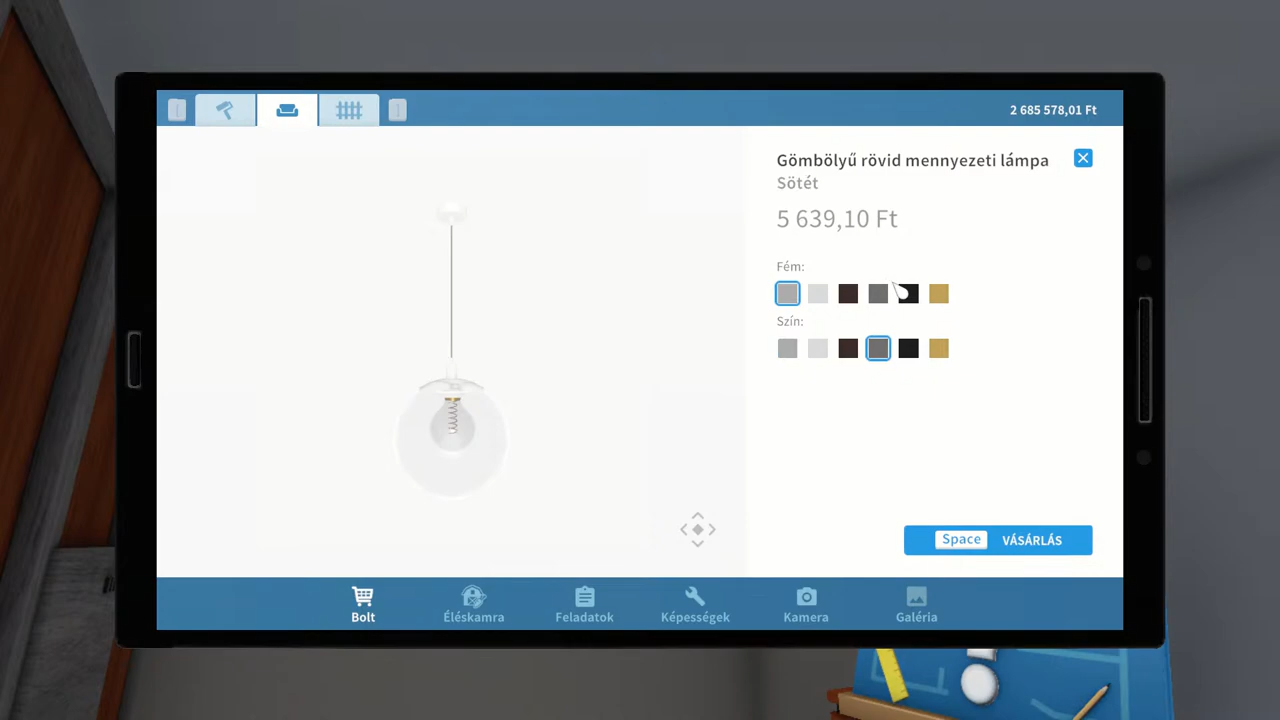 2 685 578,01 Ft
Gömbölyű rövid mennyezeti lámpa
Sötét
5 639,10 Ft
Fém:
Szín:
Space VÁSÁRLÁS
Bolt Éléskamra Feladatok Képességek Kamera Galéria